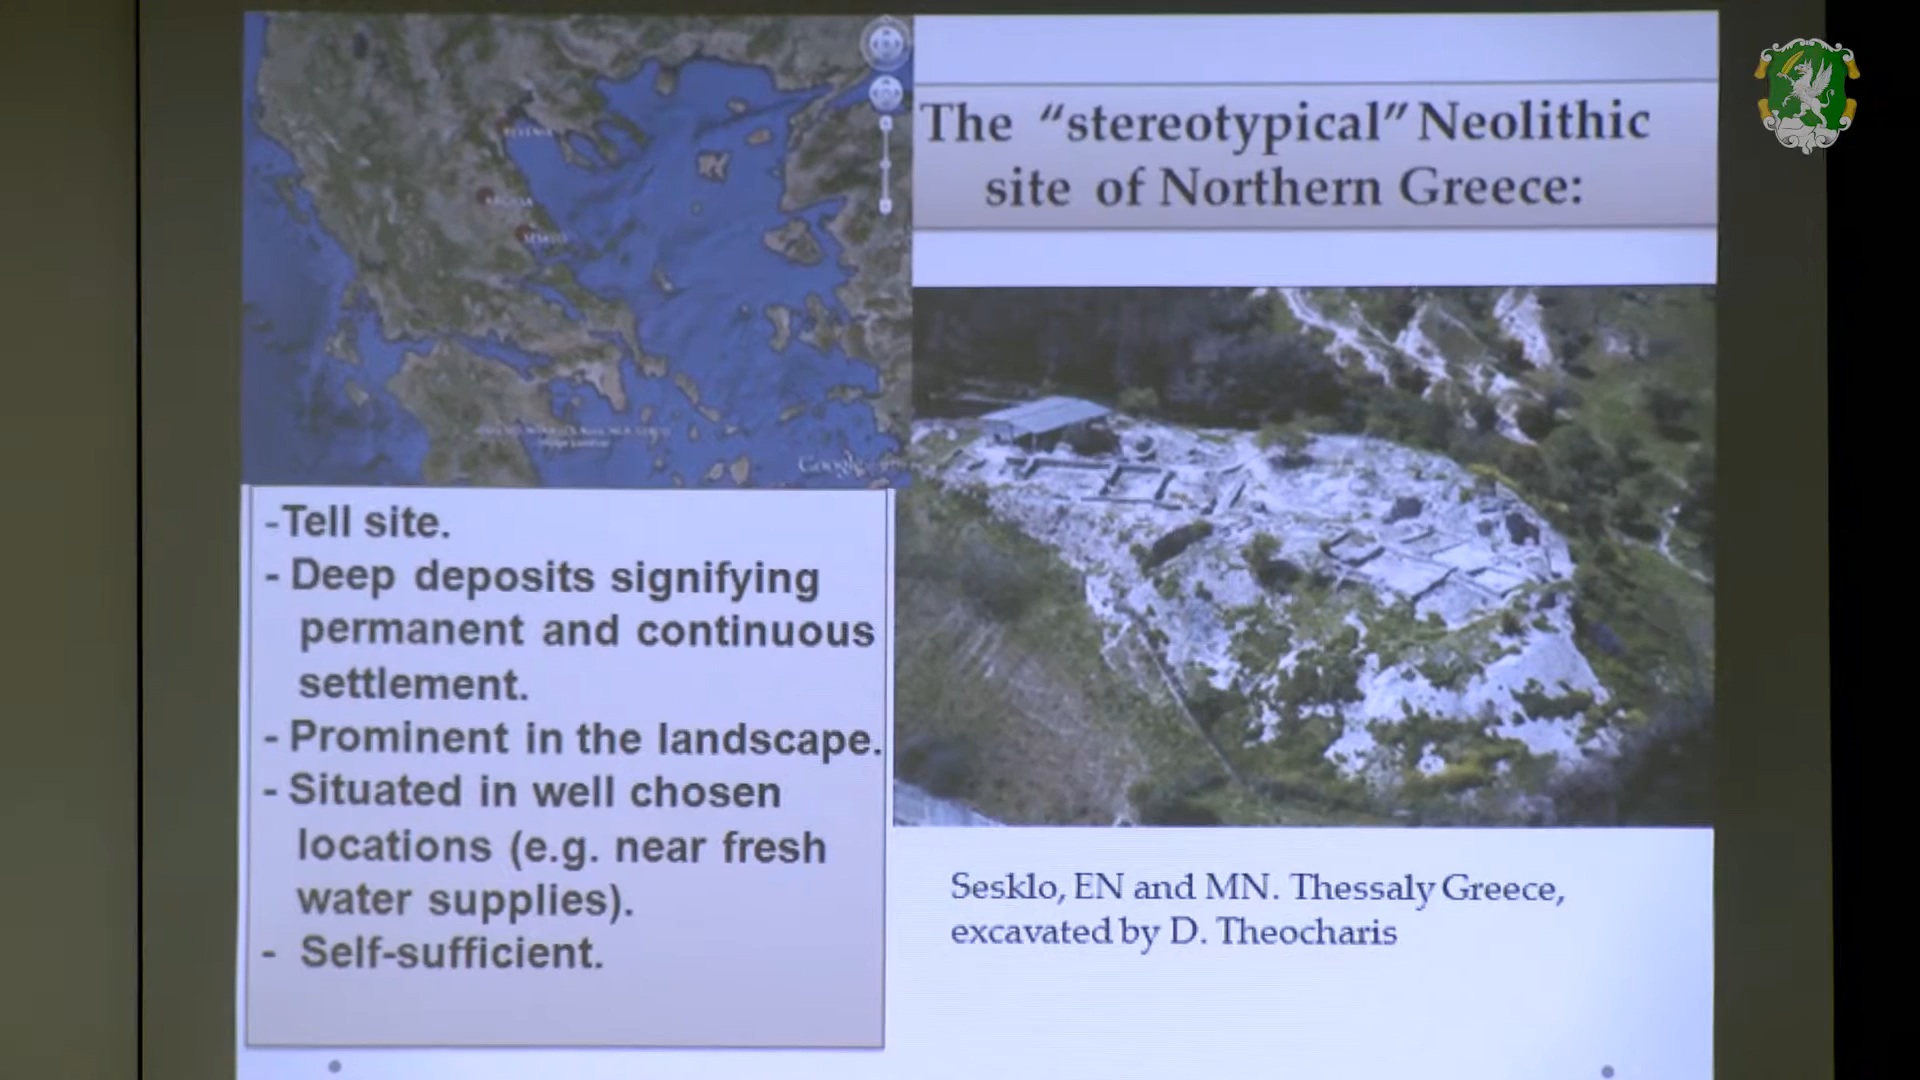 The “stereotypical” Neolithic
site of Northern Greece:
SESKLO
Google
-Tell site.
- Deep deposits signifying
permanent and continuous
settlement.
- Prominent in the landscape.
- Situated in well chosen
locations (e.g. near fresh
water supplies).
- Self-sufficient.
Sesklo, EN and MN. Thessaly Greece,
excavated by D. Theocharis